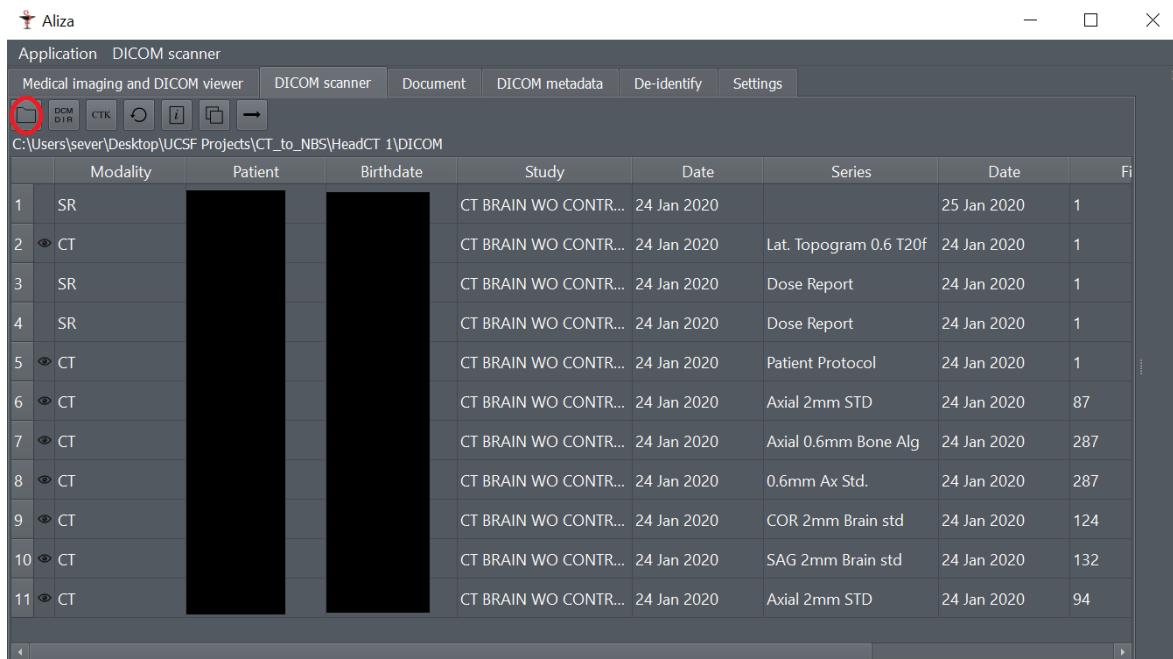 Aliza
Application DICOM scanner
Medical imaging and DICOM viewer DICOM scanner Document DICOM metadata De-identify Settings
DCM DIR CTK i
C:\Users\sever\Desktop\UCSF Projects\CT_to_NBS\HeadCT 1\DICOM
Modality Patient Birthdate Study Date Series Date Fi
1 SR CT BRAIN WO CONTR... 24 Jan 2020 25 Jan 2020 1
2 CT CT BRAIN WO CONTR... 24 Jan 2020 Lat. Topogram 0.6 T20f 24 Jan 2020 1
3 SR CT BRAIN WO CONTR... 24 Jan 2020 Dose Report 24 Jan 2020 1
4 SR CT BRAIN WO CONTR... 24 Jan 2020 Dose Report 24 Jan 2020 1
5 CT CT BRAIN WO CONTR... 24 Jan 2020 Patient Protocol 24 Jan 2020 1
6 CT CT BRAIN WO CONTR... 24 Jan 2020 Axial 2mm STD 24 Jan 2020 87
7 CT CT BRAIN WO CONTR... 24 Jan 2020 Axial 0.6mm Bone Alg 24 Jan 2020 287
8 CT CT BRAIN WO CONTR... 24 Jan 2020 0.6mm Ax Std. 24 Jan 2020 287
9 CT CT BRAIN WO CONTR... 24 Jan 2020 COR 2mm Brain std 24 Jan 2020 124
10 CT CT BRAIN WO CONTR... 24 Jan 2020 SAG 2mm Brain std 24 Jan 2020 132
11 CT CT BRAIN WO CONTR... 24 Jan 2020 Axial 2mm STD 24 Jan 2020 94